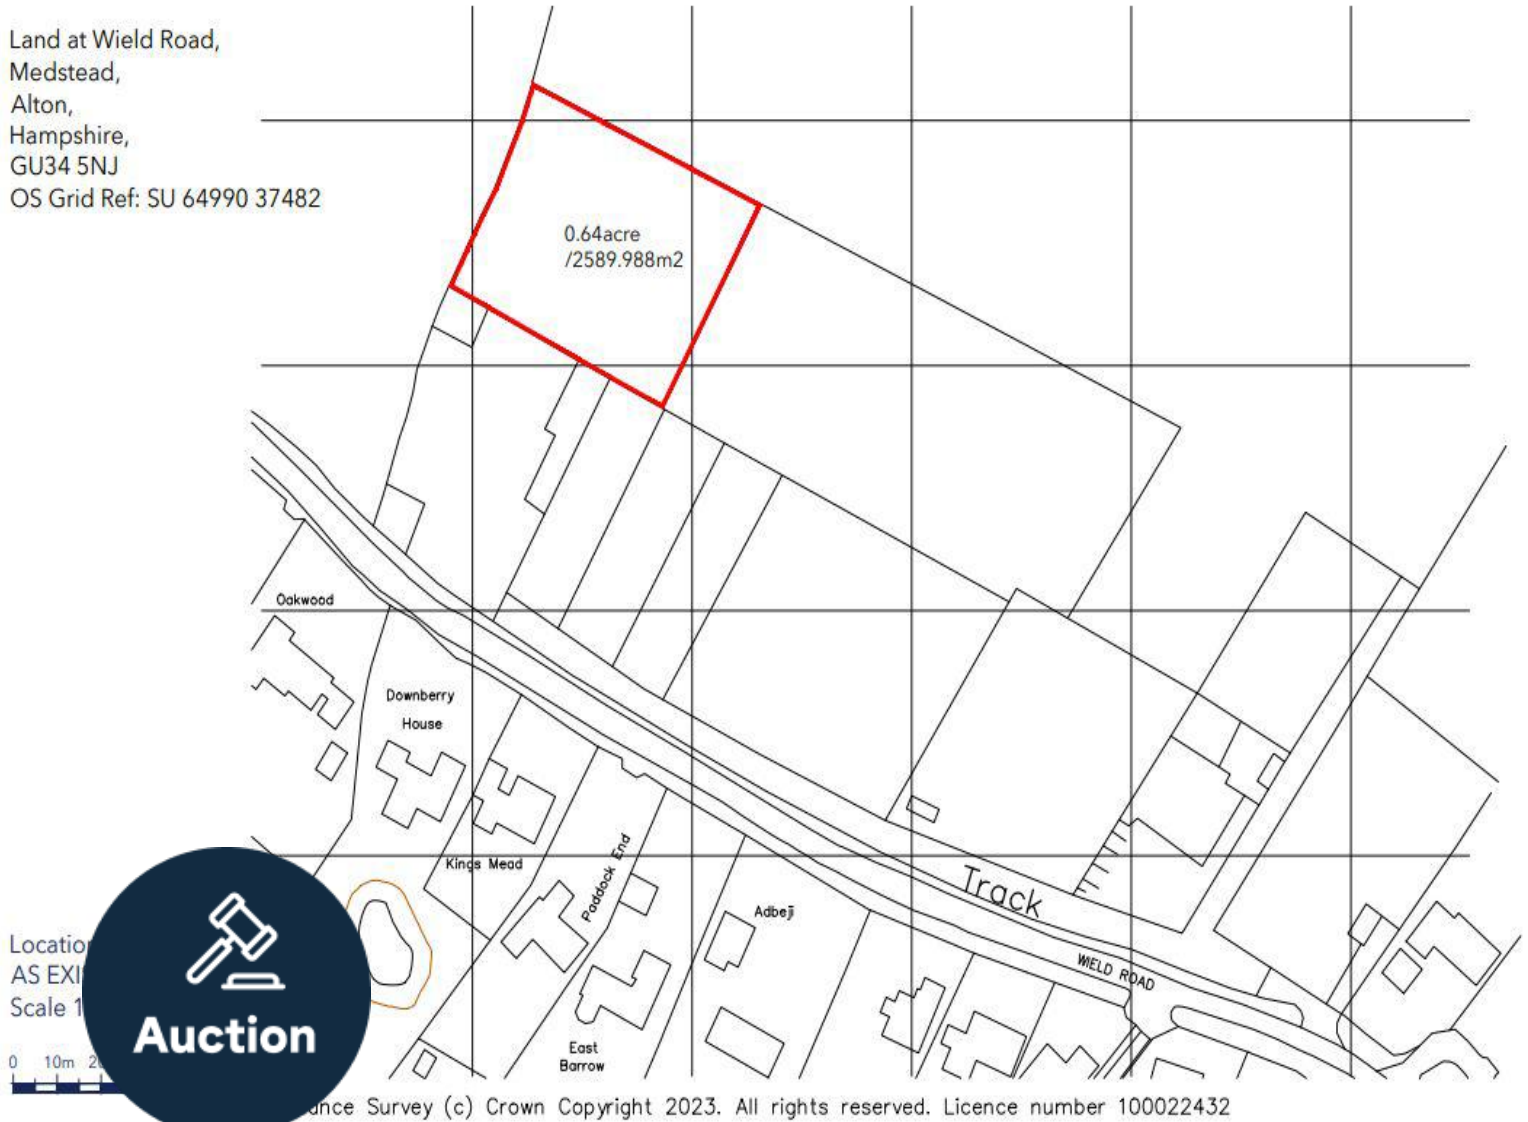 Land at Wield Road,
Medstead,
Alton,
Hampshire,
GU34 5NJ
OS Grid Ref: SU 64990 37482
0.64acre
/2589.988m2
Oakwood
Downberry
House
Kings Mead
Paddock End
Adbeji
Track
WIELD ROAD
East
Barrow
AS
Scale
Auction
0 10m
Survey (c) Crown Copyright 2023. All rights reserved. Licence number 100022432